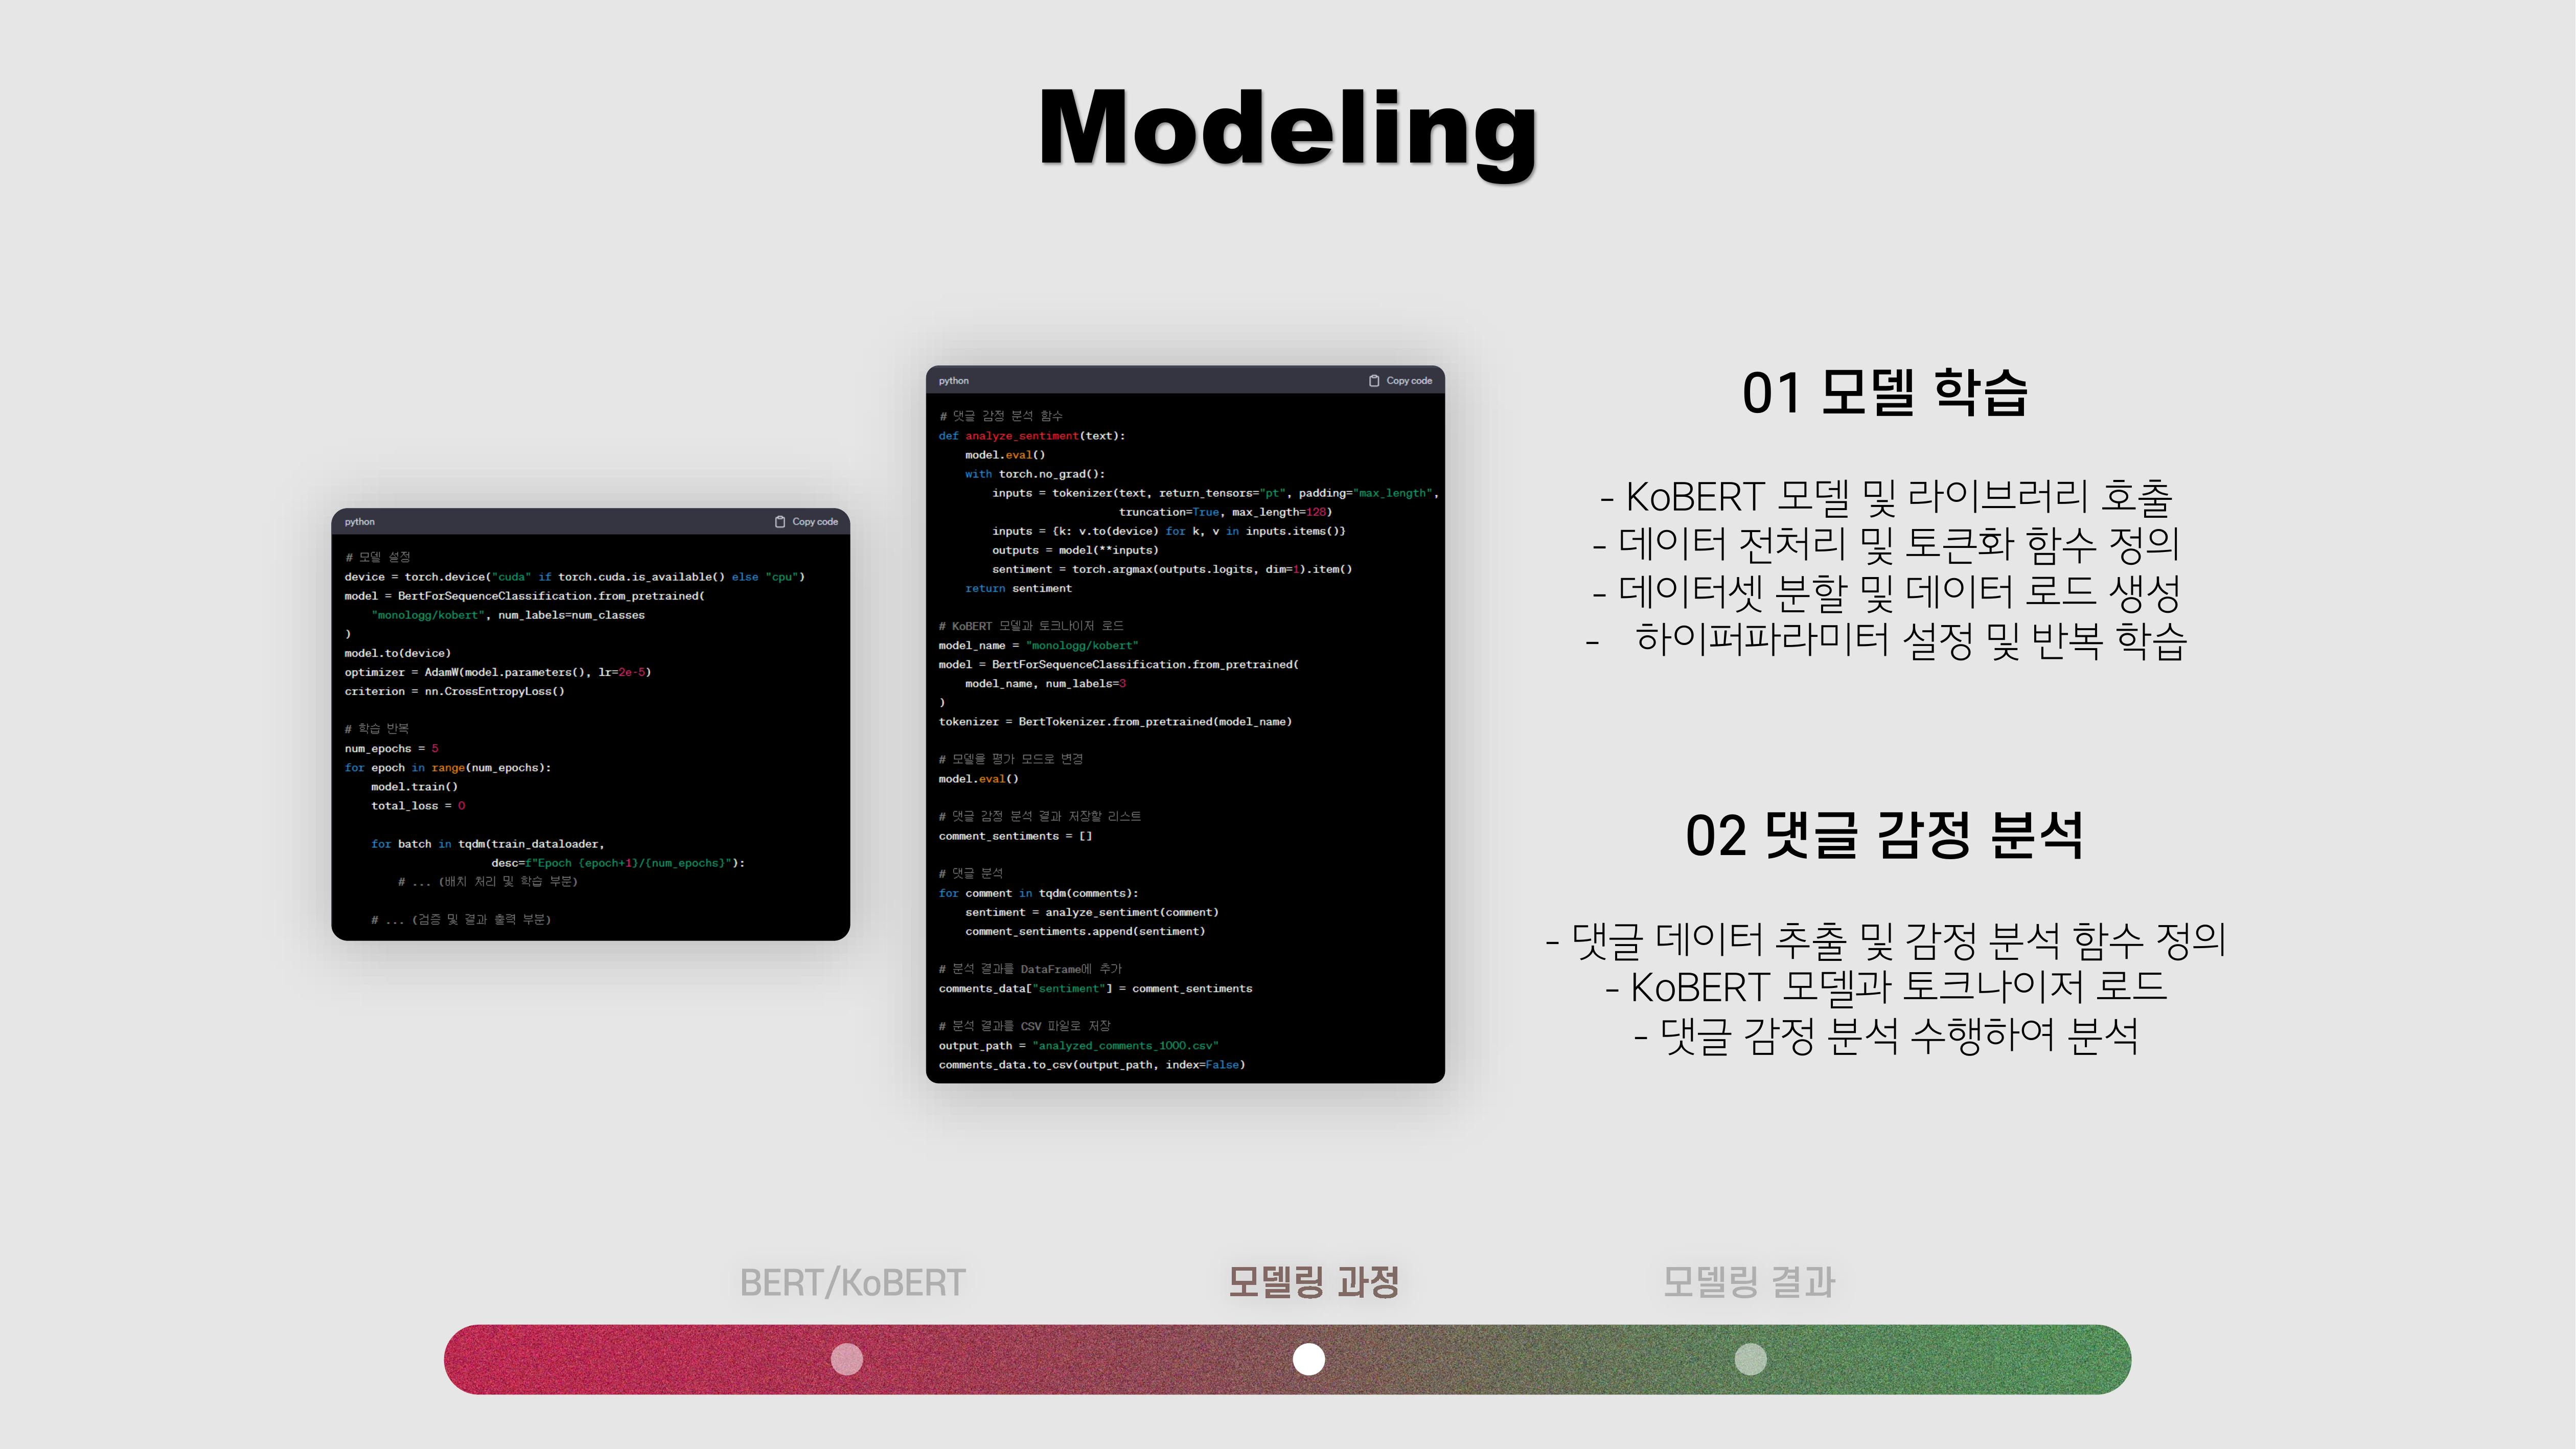 Modeling
python
Copy code
# 모델 설정
device = torch.device("cuda" if torch.cuda.is_available() else "cpu")
model = BertForSequenceClassification.from_pretrained(
    "monologg/kobert", num_labels=num_classes
)
model.to(device)
optimizer = AdamW(model.parameters(), lr=2e-5)
criterion = nn.CrossEntropyLoss()
# 학습 반복
num_epochs = 5
for epoch in range(num_epochs):
    model.train()
    total_loss = 0
    for batch in tqdm(train_dataloader,
                      desc=f"Epoch {epoch+1}/{num_epochs}"):
        # ... (배치 처리 및 학습 부분)
    # ... (검증 및 결과 출력 부분)
python
Copy code
# 댓글 감정 분석 함수
def analyze_sentiment(text):
    model.eval()
    with torch.no_grad():
        inputs = tokenizer(text, return_tensors="pt", padding="max_length",
                           truncation=True, max_length=128)
        inputs = {k: v.to(device) for k, v in inputs.items()}
        outputs = model(**inputs)
        sentiment = torch.argmax(outputs.logits, dim=1).item()
    return sentiment
# KoBERT 모델과 토크나이저 로드
model_name = "monologg/kobert"
model = BertForSequenceClassification.from_pretrained(
    model_name, num_labels=3
)
tokenizer = BertTokenizer.from_pretrained(model_name)
# 모델을 평가 모드로 변경
model.eval()
# 댓글 감정 분석 결과 저장할 리스트
comment_sentiments = []
# 댓글 분석
for comment in tqdm(comments):
    sentiment = analyze_sentiment(comment)
    comment_sentiments.append(sentiment)
# 분석 결과를 DataFrame에 추가
comments_data["sentiment"] = comment_sentiments
# 분석 결과를 CSV 파일로 저장
output_path = "analyzed_comments_1000.csv"
comments_data.to_csv(output_path, index=False)
01 모델 학습
- KoBERT 모델 및 라이브러리 호출
- 데이터 전처리 및 토큰화 함수 정의
- 데이터셋 분할 및 데이터 로드 생성
- 하이퍼파라미터 설정 및 반복 학습
02 댓글 감정 분석
- 댓글 데이터 추출 및 감정 분석 함수 정의
- KoBERT 모델과 토크나이저 로드
- 댓글 감정 분석 수행하여 분석
BERT/KoBERT
모델링 과정
모델링 결과